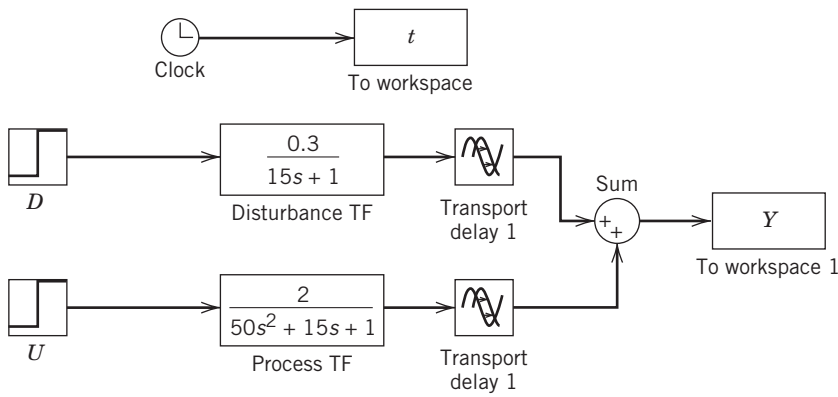 t
Clock
To workspace
0.3
15s + 1
D
Disturbance TF
Transport
delay 1
Sum
+
+
Y
To workspace 1
2
50s² + 15s + 1
U
Process TF
Transport
delay 1